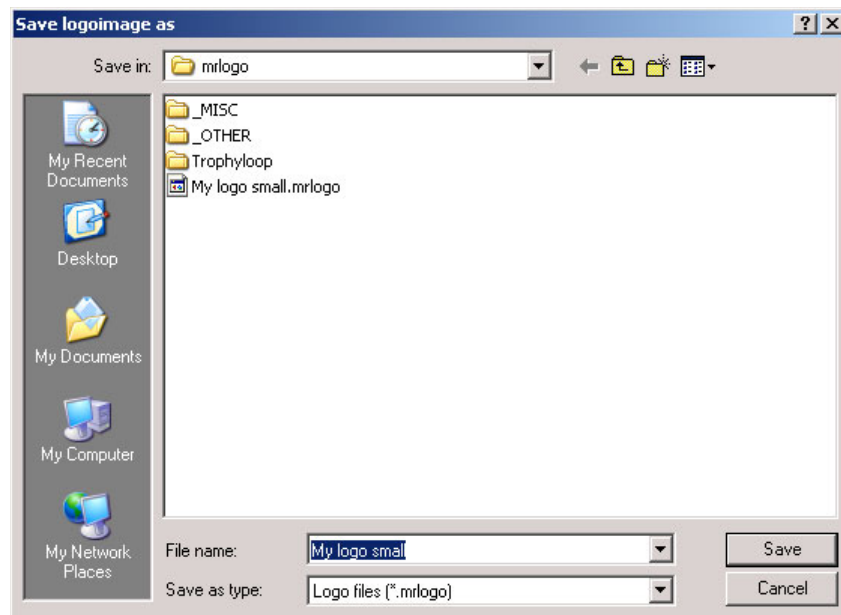 Save logoimage as
Save in:
mrlogo
My Recent
Documents
Desktop
My Documents
My Computer
My Network
Places
_MISC
_OTHER
Trophyloop
My logo small.mrlogo
File name:
My logo small
Save
Save as type:
Logo files (*.mrlogo)
Cancel